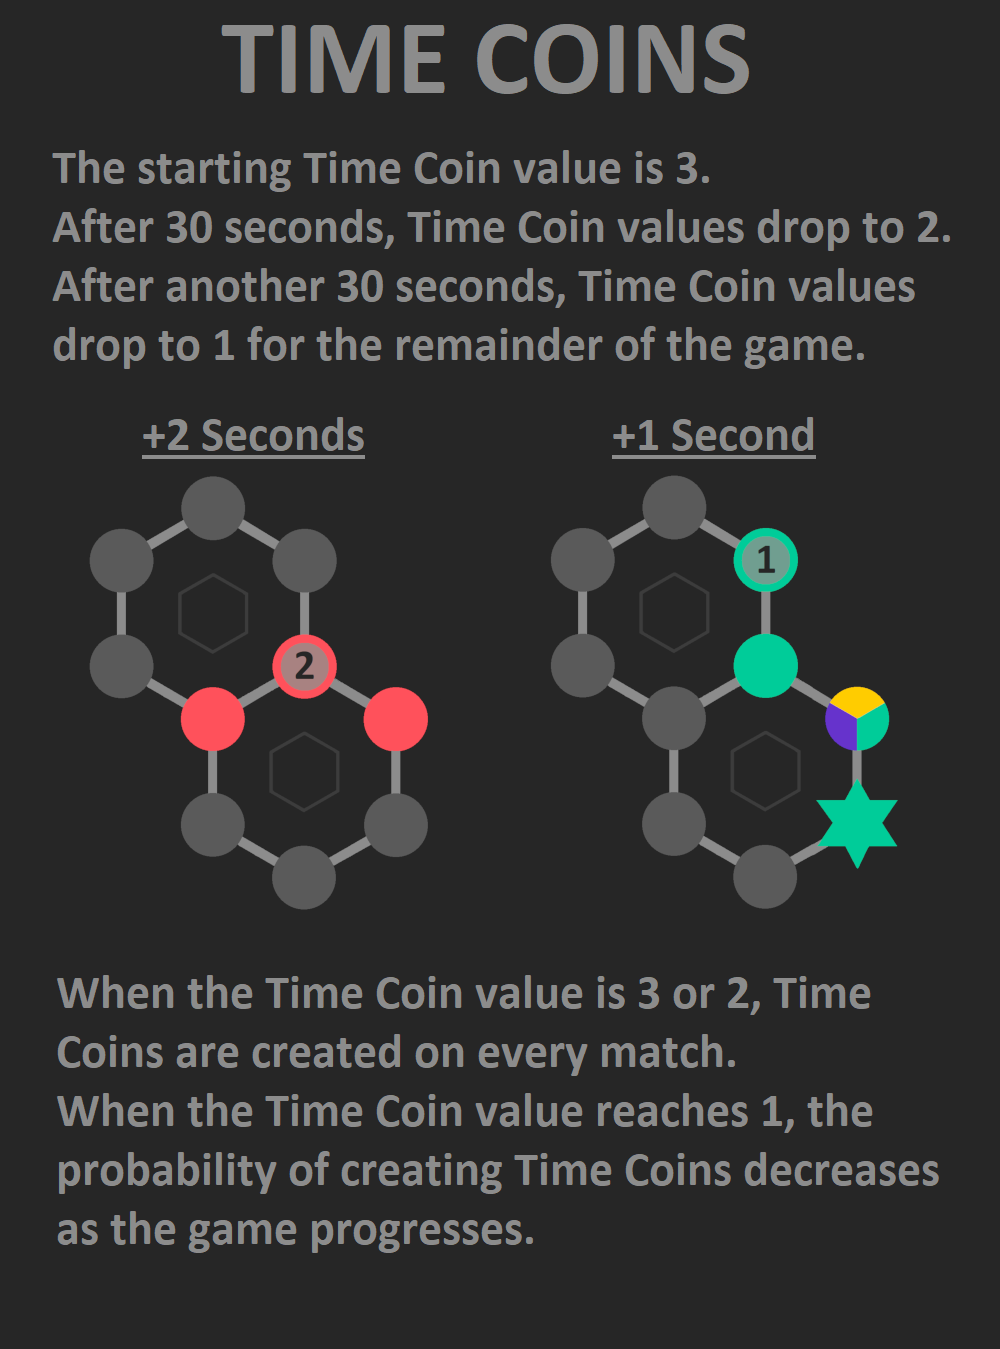 TIME COINS
The starting Time Coin value is 3.
After 30 seconds, Time Coin values drop to 2.
After another 30 seconds, Time Coin values
drop to 1 for the remainder of the game.
+2 Seconds
+1 Second
1
2
When the Time Coin value is 3 or 2, Time
Coins are created on every match.
When the Time Coin value reaches 1, the
probability of creating Time Coins decreases
as the game progresses.